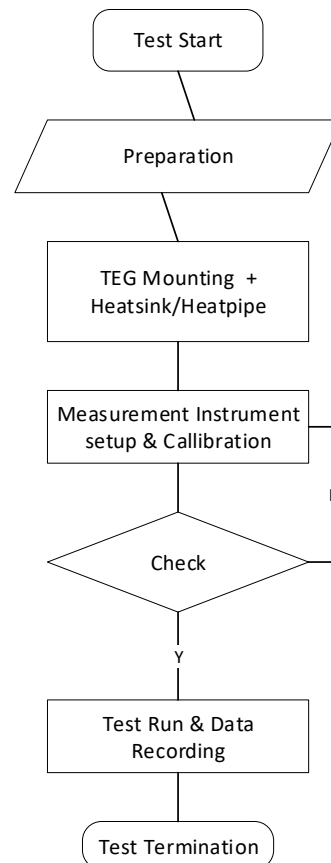 Test Start
Preparation
TEG Mounting +
Heatsink/Heatpipe
Measurement Instrument
setup & Callibration
Check
Y
Test Run & Data
Recording
Test Termination